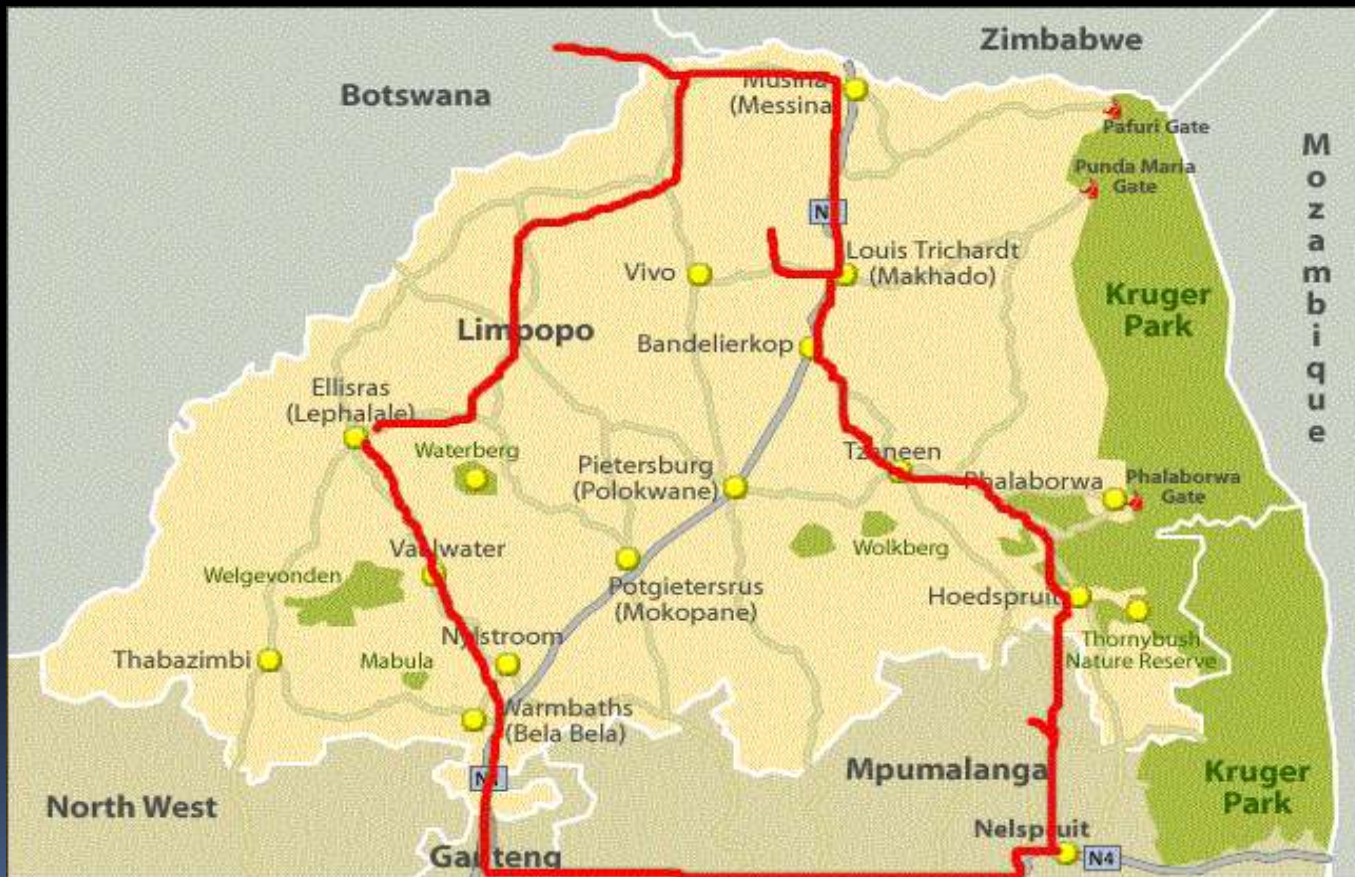 Zimbabwe
Botswana
Musina
(Messina
Pafuri Gate
Punda Maria
Gate
Mozambique
Louis Trichardt
(Makhado)
Vivo
Kruger
Park
Limpopo
Bandelierkop
Ellisras
(Lephalale)
Waterberg
Tzaneen
Pietersburg
(Polokwane)
Phalaborwa
Phalaborwa
Gate
Wolkberg
Vaalwater
Welgevonden
Potgietersrus
(Mokopane)
Hoedspruit
Nylstroom
Thornybush
Nature Reserve
Thabazimbi
Mabula
Warmbaths
(Bela Bela)
Mpumalanga
Kruger
Park
North West
Nelspruit
N4
Gauteng